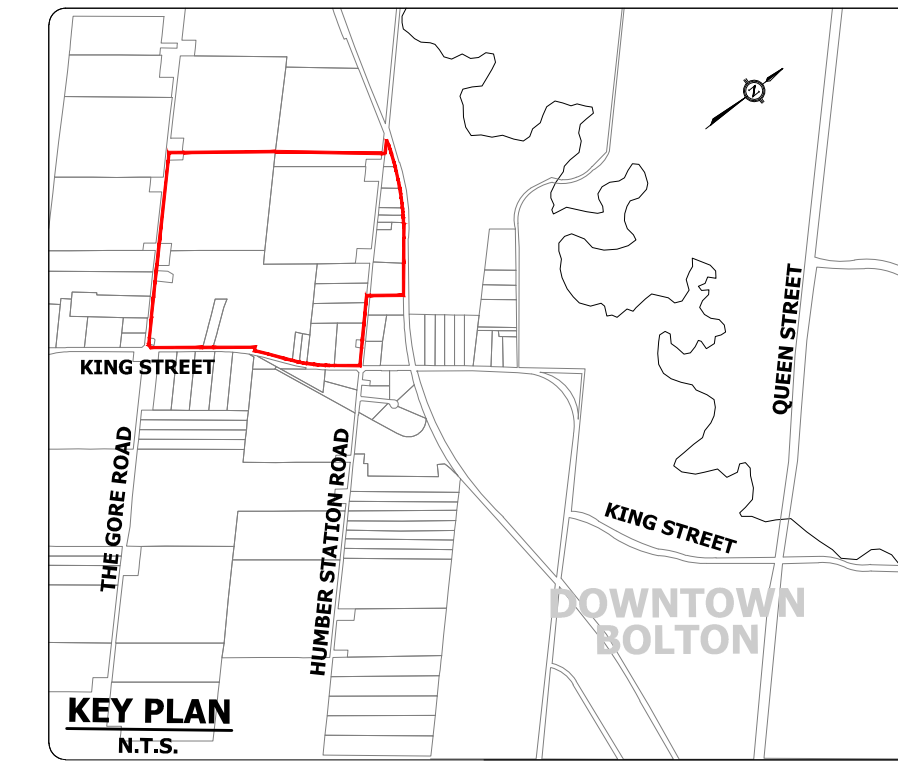 N
QUEEN STREET
KING STREET
THE GORE ROAD
HUMBER STATION ROAD
KING STREET
DOWNTOWN
BOLTON
KEY PLAN
N.T.S.